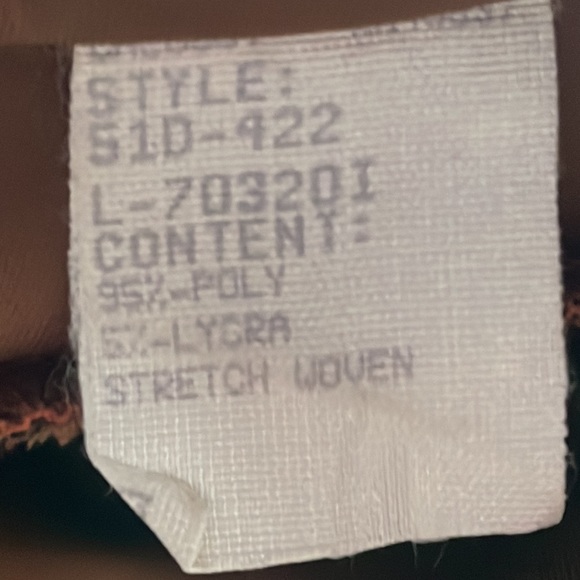 STYLE:
51D-422
L-70320I
CONTENT:
95%-POLY
5%-LYCRA
STRETCH WOVEN